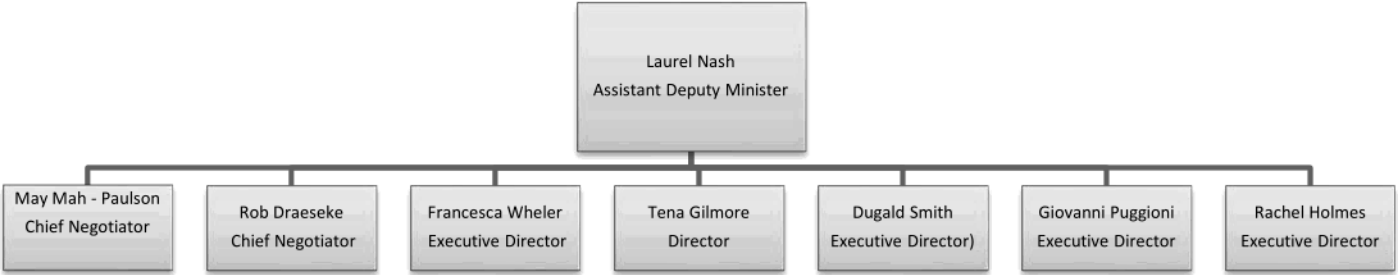 Laurel Nash
Assistant Deputy Minister
May Mah - Paulson
Chief Negotiator
Rob Draeseke
Chief Negotiator
Francesca Wheler
Executive Director
Tena Gilmore
Director
Dugald Smith
Executive Director)
Giovanni Puggioni
Executive Director
Rachel Holmes
Executive Director